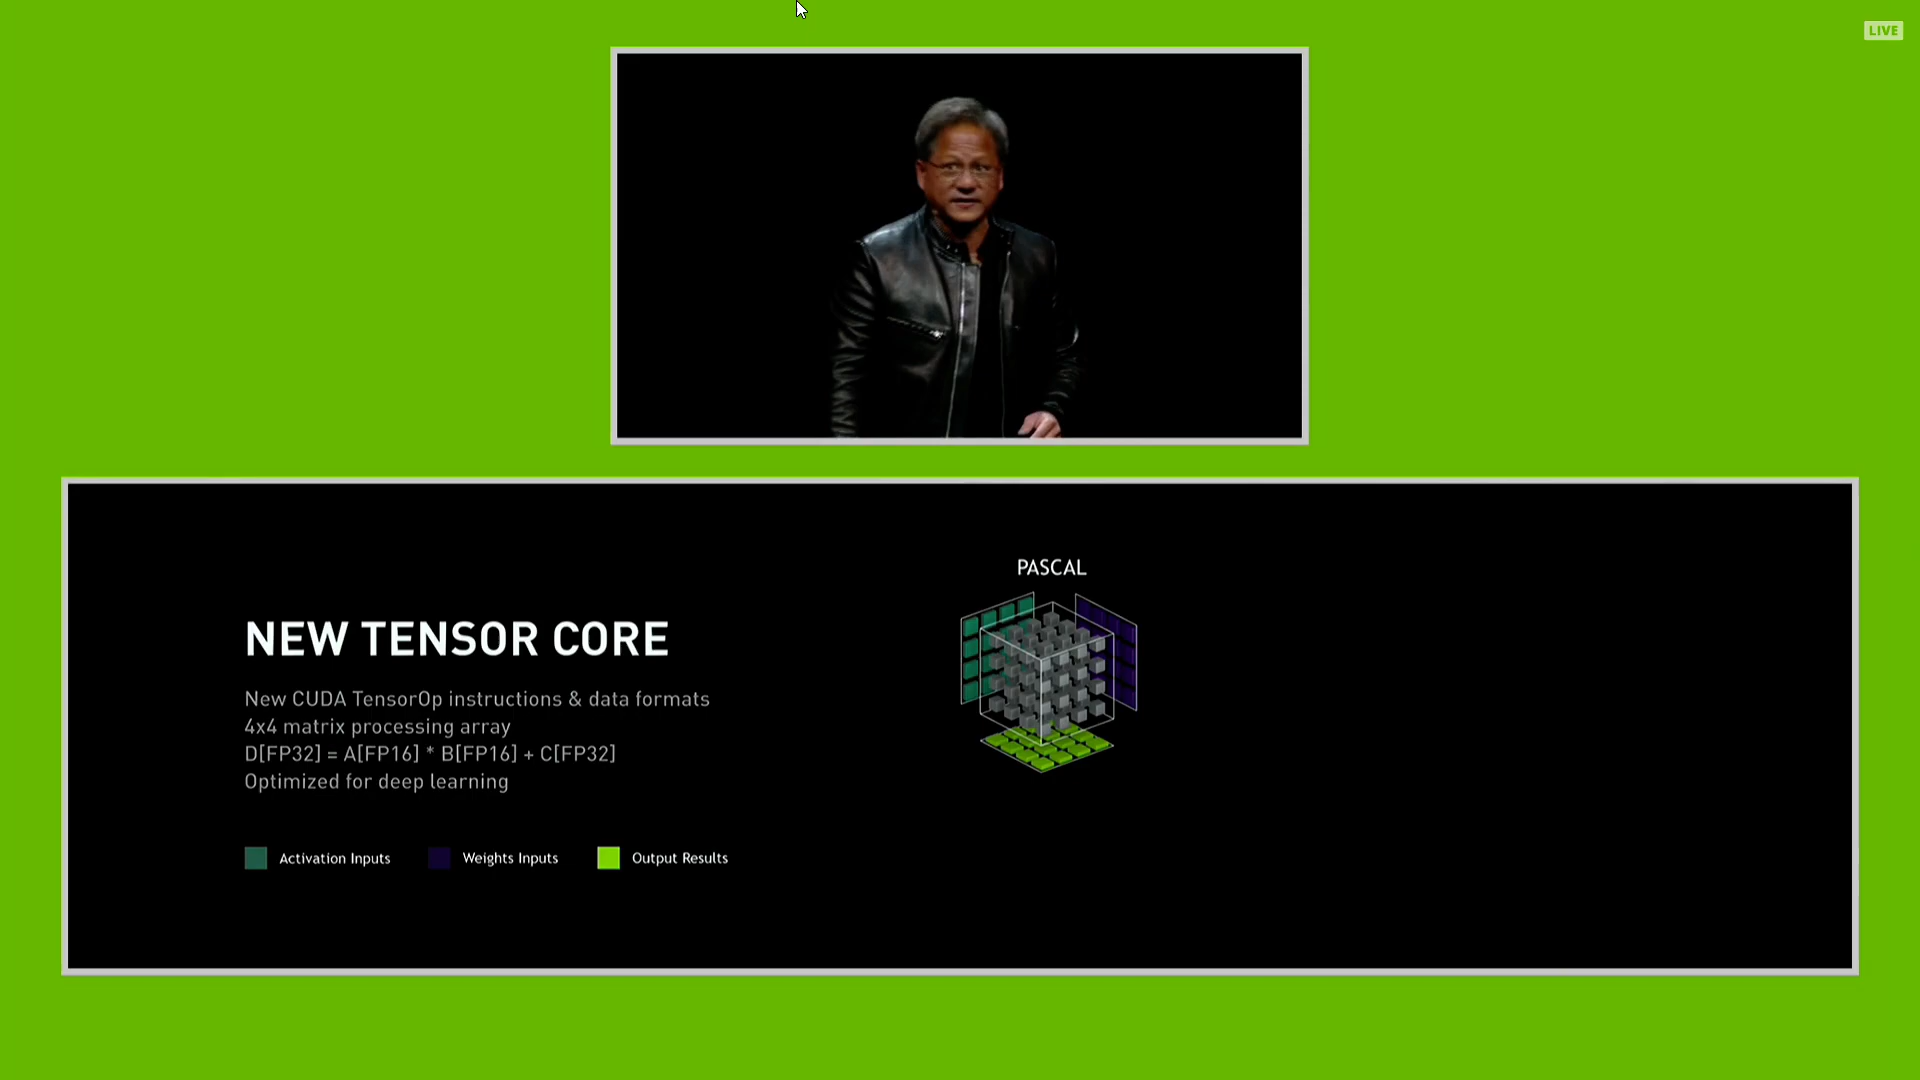 LIVE
PASCAL
NEW TENSOR CORE
New CUDA TensorOp instructions & data formats
4x4 matrix processing array
D[FP32] = A[FP16] * B[FP16] + C[FP32]
Optimized for deep learning
Activation Inputs
Weights Inputs
Output Results